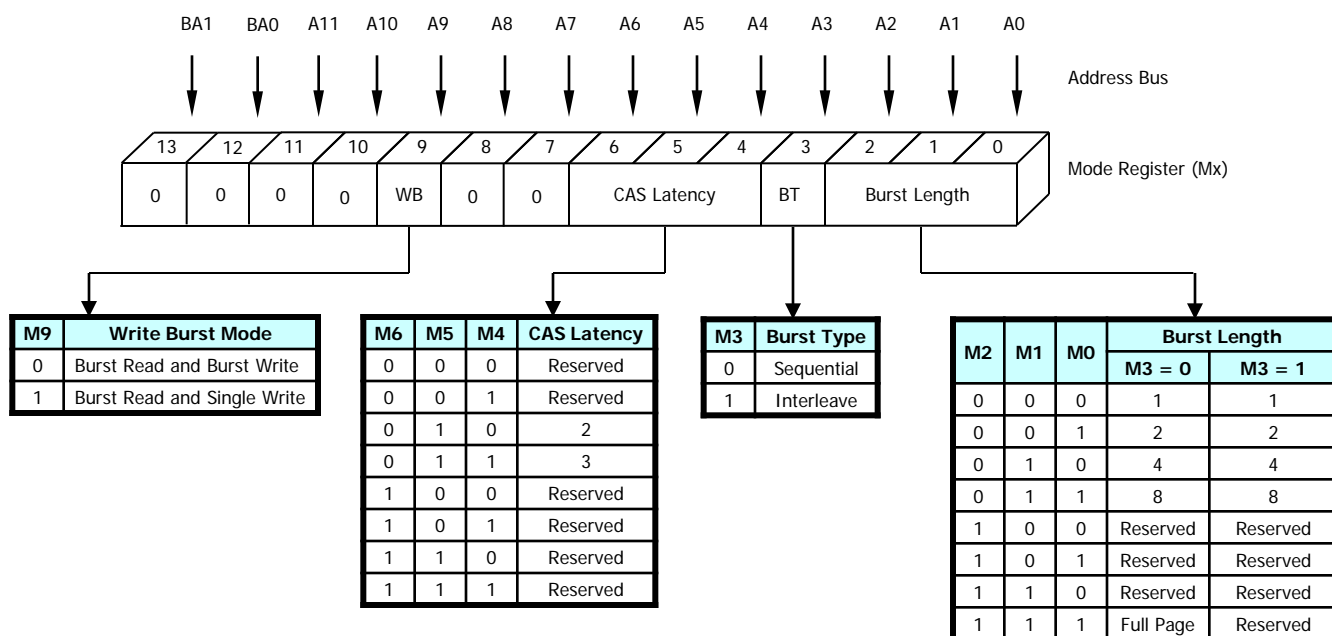 BA1 BA0 A11 A10 A9 A8 A7 A6 A5 A4 A3 A2 A1 A0
Address Bus
13 12 11 10 9 8 7 6 5 4 3 2 1 0
Mode Register (Mx)
0 0 0 0 WB 0 0 CAS Latency BT Burst Length
M9 Write Burst Mode
0 Burst Read and Burst Write
1 Burst Read and Single Write
M6 M5 M4 CAS Latency
0 0 0 Reserved
0 0 1 Reserved
0 1 0 2
0 1 1 3
1 0 0 Reserved
1 0 1 Reserved
1 1 0 Reserved
1 1 1 Reserved
M3 Burst Type
0 Sequential
1 Interleave
M2 M1 M0 Burst Length
M3 = 0 M3 = 1
0 0 0 1 1
0 0 1 2 2
0 1 0 4 4
0 1 1 8 8
1 0 0 Reserved Reserved
1 0 1 Reserved Reserved
1 1 0 Reserved Reserved
1 1 1 Full Page Reserved